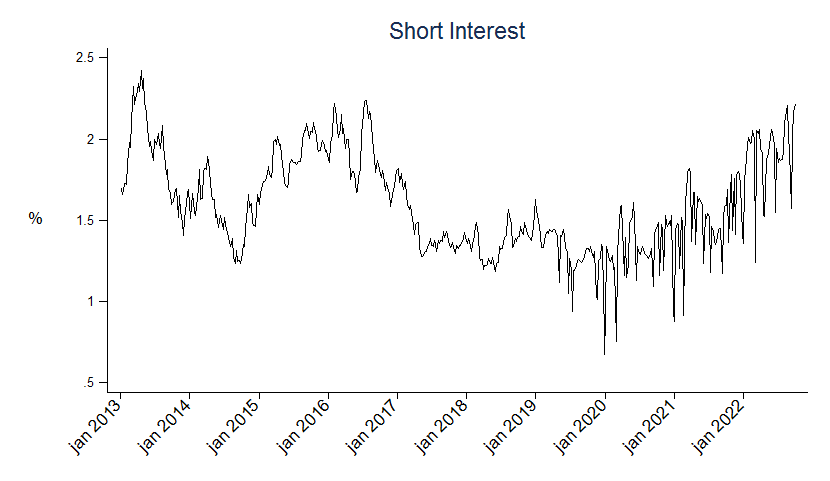 Short Interest
2.5
2
1.5
1
.5
%
jan 2013
jan 2014
jan 2015
jan 2016
jan 2017
jan 2018
jan 2019
jan 2020
jan 2021
jan 2022